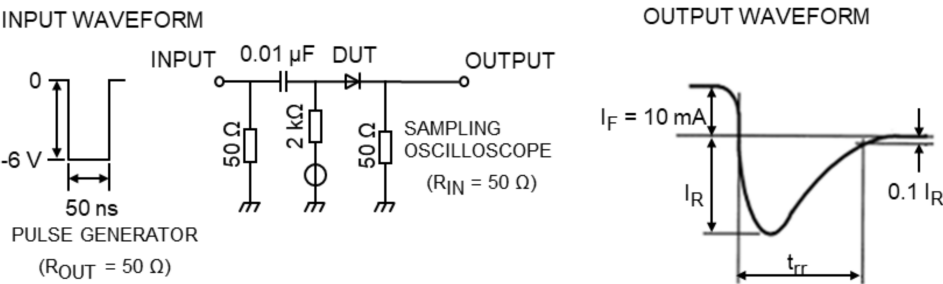 INPUT WAVEFORM
0
-6 V
50 ns
PULSE GENERATOR
(ROUT = 50 Ω)
INPUT
0.01 μF
DUT
OUTPUT
50 Ω
2 kΩ
50 Ω
SAMPLING
OSCILLOSCOPE
(RIN = 50 Ω)
OUTPUT WAVEFORM
IF = 10 mA
IR
0.1 IR
trr